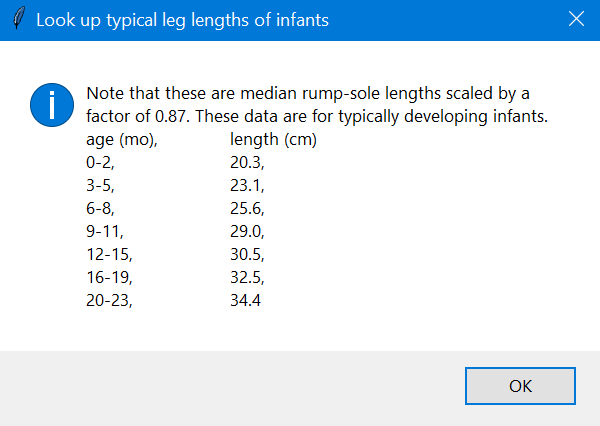 Look up typical leg lengths of infants
Note that these are median rump-sole lengths scaled by a
factor of 0.87. These data are for typically developing infants.
age (mo), length (cm)
0-2, 20.3,
3-5, 23.1,
6-8, 25.6,
9-11, 29.0,
12-15, 30.5,
16-19, 32.5,
20-23, 34.4
OK